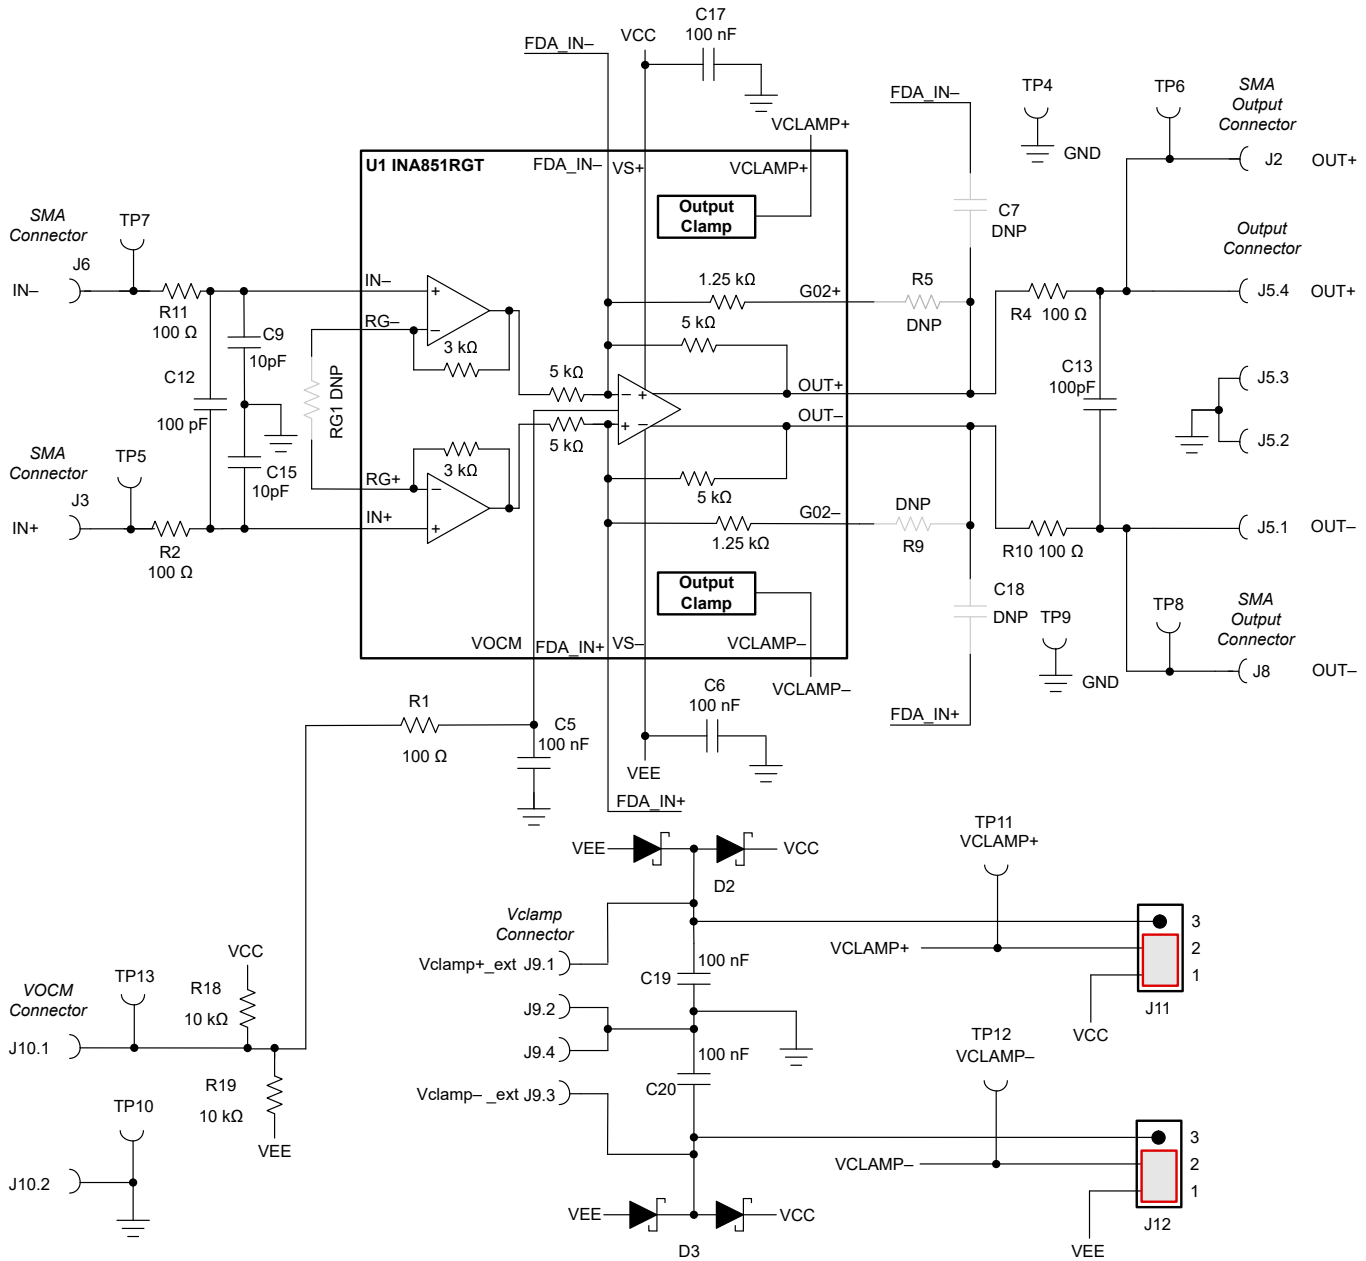 C17
100 nF
FDA_IN–
VCC
FDA_IN–
TP4
GND
TP6
SMA
Output
Connector
J2
OUT+
VCLAMP+
U1 INA851RGT
FDA_IN–
VS+
VCLAMP+
Output
Clamp
C7
DNP
SMA
Connector
TP7
J6
IN–
R11
100 Ω
IN–
RG–
3 kΩ
C9
10pF
C12
100 pF
RG1 DNP
5 kΩ
5 kΩ
1.25 kΩ
G02+
5 kΩ
R5
DNP
OUT+
OUT–
R4
100 Ω
Output
Connector
J5.4
OUT+
C13
100pF
J5.3
J5.2
SMA
Connector
TP5
J3
IN+
R2
100 Ω
C15
10pF
RG+
3 kΩ
IN+
5 kΩ
G02–
1.25 kΩ
DNP
R9
R10 100 Ω
J5.1
OUT–
Output
Clamp
C18
DNP
TP9
GND
TP8
SMA
Output
Connector
J8
OUT–
VOCM
FDA_IN+
VS–
VCLAMP–
VCLAMP–
FDA_IN+
R1
100 Ω
C5
100 nF
C6
100 nF
VEE
FDA_IN+
VEE
VCC
D2
TP11
VCLAMP+
Vclamp
Connector
Vclamp+_ext J9.1
100 nF
C19
VCLAMP+
3
2
1
J11
VCC
J9.2
J9.4
100 nF
C20
Vclamp– _ext J9.3
TP12
VCLAMP–
VCLAMP–
3
2
1
J12
VEE
VEE
VCC
D3
VOCM
Connector
TP13
VCC
R18
10 kΩ
J10.1
R19
10 kΩ
VEE
TP10
J10.2